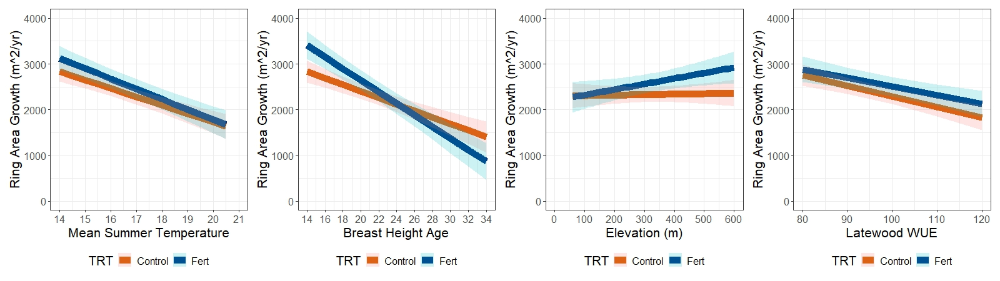 Ring Area Growth (m^2/yr)
4000
3000
2000
1000
0
14 15 16 17 18 19 20 21
Mean Summer Temperature
TRT Control Fert
Ring Area Growth (m^2/yr)
4000
3000
2000
1000
0
14 16 18 20 22 24 26 28 30 32 34
Breast Height Age
TRT Control Fert
Ring Area Growth (m^2/yr)
4000
3000
2000
1000
0
0 100 200 300 400 500 600
Elevation (m)
TRT Control Fert
Ring Area Growth (m^2/yr)
4000
3000
2000
1000
0
80 90 100 110 120
Latewood WUE
TRT Control Fert